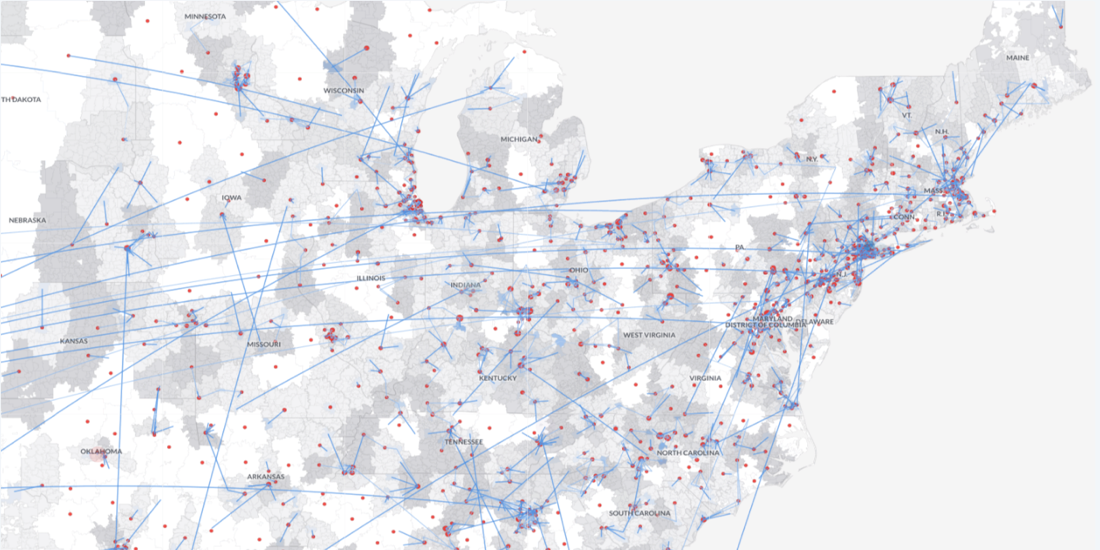 MINNESOTA
MAINE
WISCONSIN
TH DAKOTA
VT.
N.H.
MICHIGAN
N.Y.
MASS.
IOWA
R.I.
CONN.
NEBRASKA
PA.
OHIO
N.J.
ILLINOIS
INDIANA
MARYLAND
DELAWARE
DISTRICT OF COLUMBIA
WEST VIRGINIA
KANSAS
MISSOURI
KENTUCKY
VIRGINIA
TENNESSEE
OKLAHOMA
NORTH CAROLINA
ARKANSAS
SOUTH CAROLINA